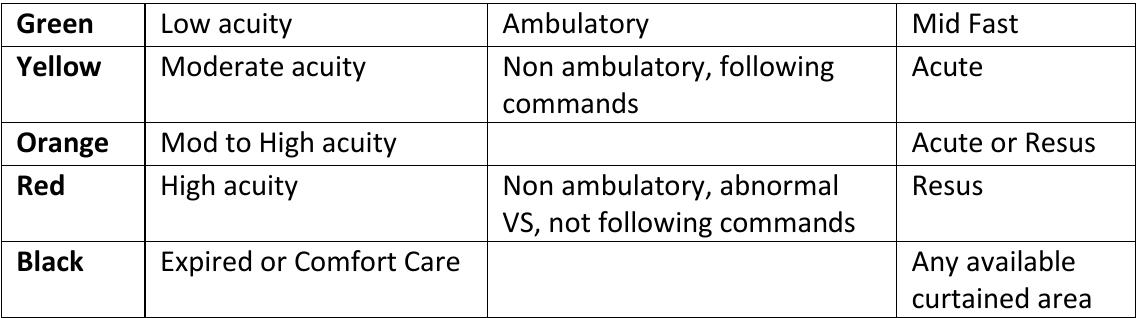 Green Low acuity Ambulatory Mid Fast
Yellow Moderate acuity Non ambulatory, following Acute
commands
Orange Mod to High acuity Acute or Resus
Red High acuity Non ambulatory, abnormal Resus
VS, not following commands
Black Expired or Comfort Care Any available
curtained area